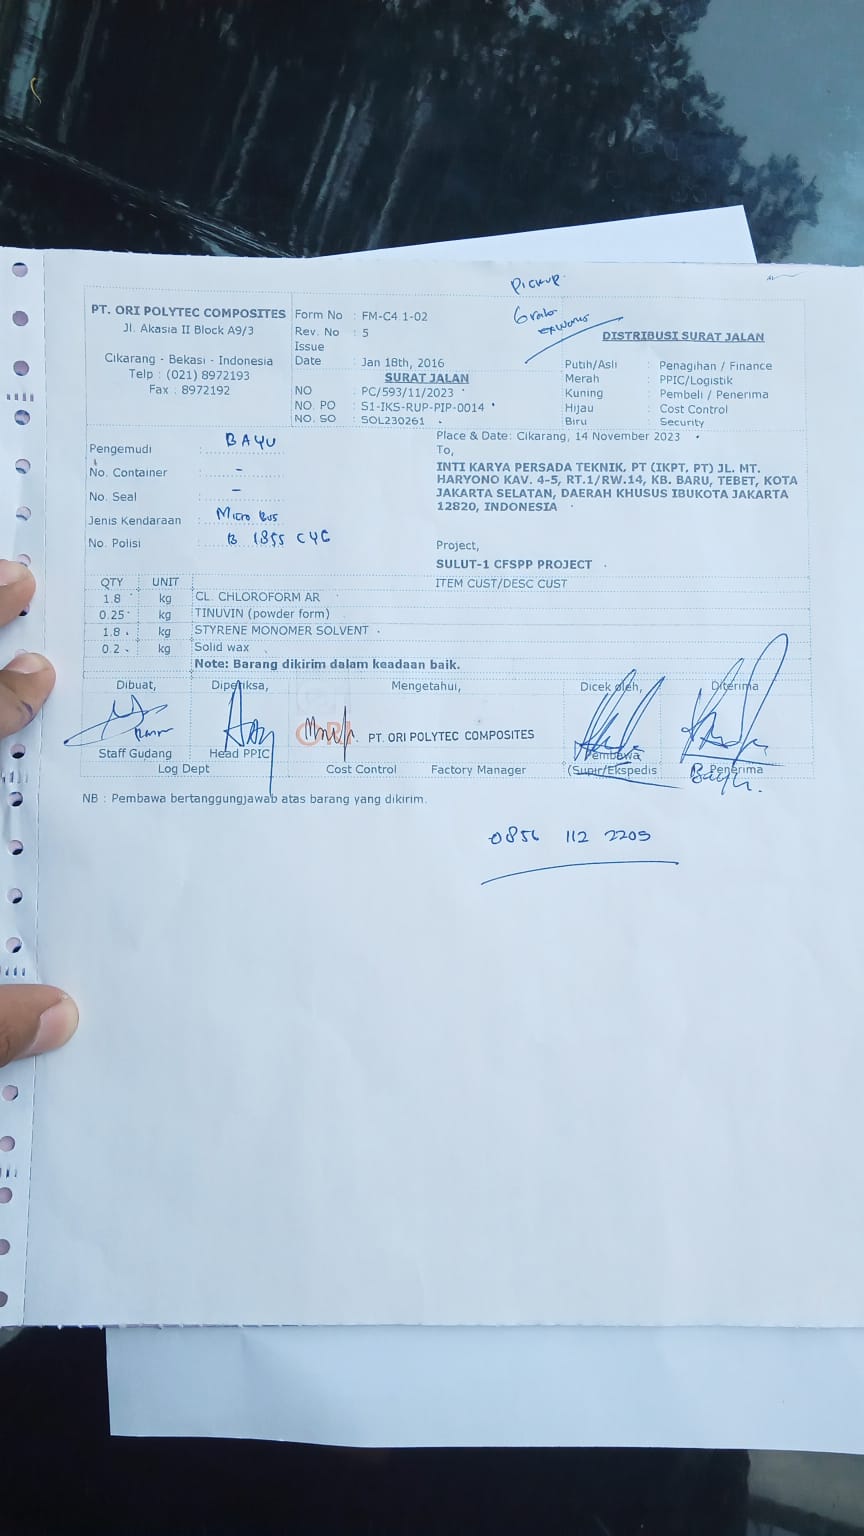 PICKUP
PT. ORI POLYTEC COMPOSITES
Jl. Akasia II Block A9/3
Cikarang - Bekasi - Indonesia
Telp : (021) 8972193
Fax : 8972192
Form No : FM-C4.1-02
Rev. No : 5
Issue
Date : Jan 18th, 2016
SURAT JALAN
NO : PC/593/11/2023
NO. PO : S1-IKS-RUP-PIP-0014
NO. SO : SOL230261
DISTRIBUSI SURAT JALAN
Putih/Asli : Penagihan / Finance
Merah : PPIC/Logistik
Kuning : Pembeli / Penerima
Hijau : Cost Control
Biru : Security
Pengemudi : BAYU
No. Container : -
No. Seal : -
Jenis Kendaraan : Micro Bus
No. Polisi : B 1855 CYG
Place & Date: Cikarang, 14 November 2023
To,
INTI KARYA PERSADA TEKNIK, PT (IKPT, PT) JL. MT.
HARYONO KAV. 4-5, RT.1/RW.14, KB. BARU, TEBET, KOTA
JAKARTA SELATAN, DAERAH KHUSUS IBUKOTA JAKARTA
12820, INDONESIA
Project,
SULUT-1 CFSPP PROJECT
QTY UNIT ITEM CUST/DESC CUST
1.8 kg CL. CHLOROFORM AR
0.25 kg TINUVIN (powder form)
1.8 kg STYRENE MONOMER SOLVENT
0.2 kg Solid wax
Note: Barang dikirim dalam keadaan baik.
Dibuat, Diperiksa, Mengetahui, Dicek oleh, Diterima
ORI PT. ORI POLYTEC COMPOSITES
Staff Gudang Head PPIC Pembawa
Log Dept Cost Control Factory Manager (Supir/Ekspedis Penerima
NB : Pembawa bertanggungjawab atas barang yang dikirim.
0856 112 2209